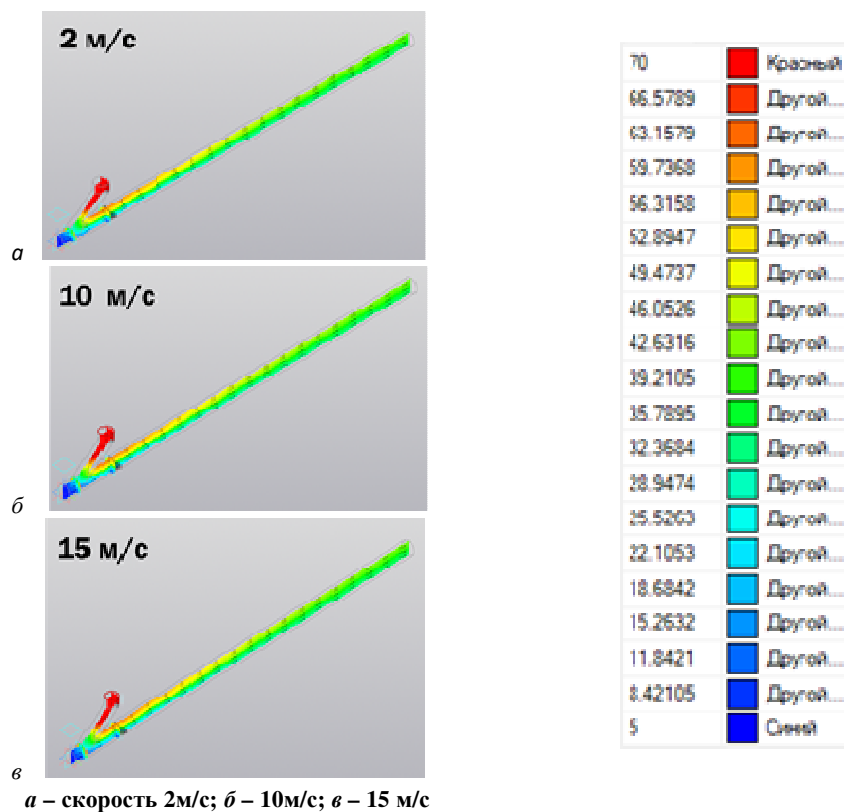 2 м/с
а
10 м/с
б
15 м/с
в
а – скорость 2м/с; б – 10м/с; в – 15 м/с
70 Красный
66.5789 Другой...
63.1579 Другой...
59.7368 Другой...
56.3158 Другой...
52.8947 Другой...
49.4737 Другой...
46.0526 Другой...
42.6316 Другой...
39.2105 Другой...
35.7895 Другой...
32.3684 Другой...
28.9474 Другой...
25.5263 Другой...
22.1053 Другой...
18.6842 Другой...
15.2632 Другой...
11.8421 Другой...
8.42105 Другой...
5 Синий